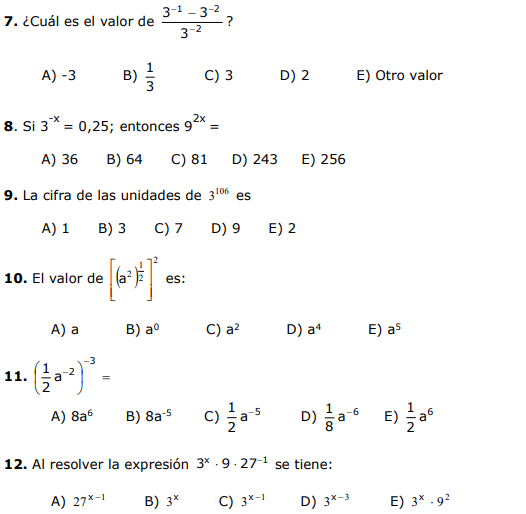 7. ¿Cuál es el valor de (3⁻¹ − 3⁻²)/3⁻² ?
A) -3 B) 1/3 C) 3 D) 2 E) Otro valor
8. Si 3⁻ˣ = 0,25; entonces 9²ˣ =
A) 36 B) 64 C) 81 D) 243 E) 256
9. La cifra de las unidades de 3¹⁰⁶ es
A) 1 B) 3 C) 7 D) 9 E) 2
10. El valor de [(a²)^(1/2)]² es:
A) a B) a⁰ C) a² D) a⁴ E) a⁵
11. (1/2 a⁻²)⁻³ =
A) 8a⁶ B) 8a⁻⁵ C) 1/2 a⁻⁵ D) 1/8 a⁻⁶ E) 1/2 a⁶
12. Al resolver la expresión 3ˣ · 9 · 27⁻¹ se tiene:
A) 27ˣ⁻¹ B) 3ˣ C) 3ˣ⁻¹ D) 3ˣ⁻³ E) 3ˣ · 9²